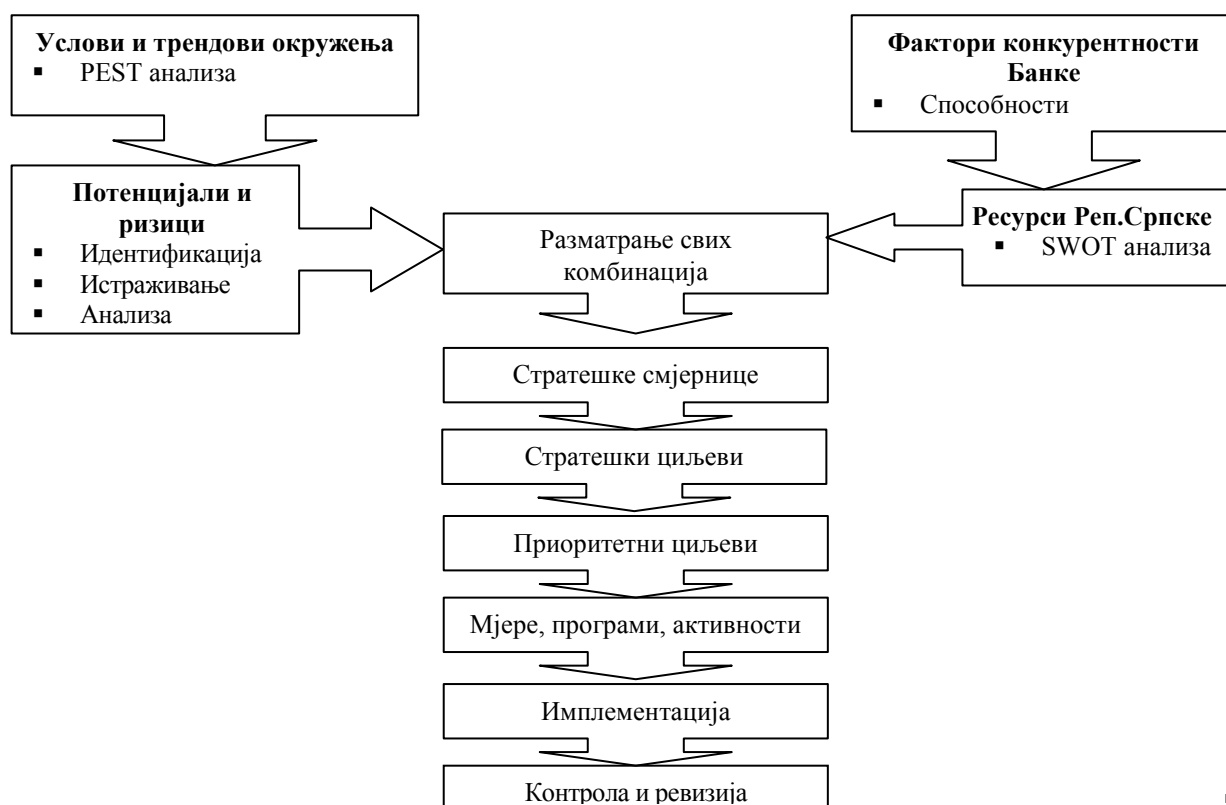 Услови и трендови окружења
▪ PEST анализа
Фактори конкурентности
Банке
▪ Способности
Потенцијали и
ризици
▪ Идентификација
▪ Истраживање
▪ Анализа
Разматрање свих
комбинација
Ресурси Реп.Српске
▪ SWOT анализа
Стратешке смјернице
Стратешки циљеви
Приоритетни циљеви
Мјере, програми, активности
Имплементација
Контрола и ревизија